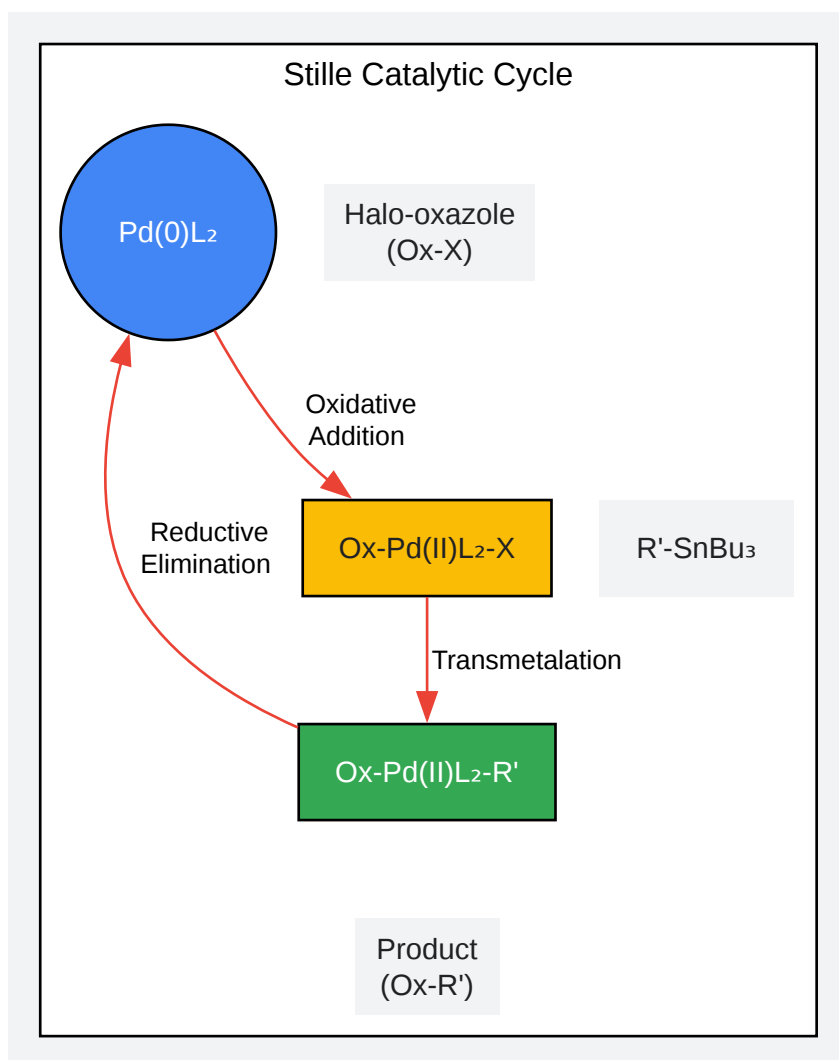 Stille Catalytic Cycle
Pd(0)L₂
Halo-oxazole
(Ox-X)
Oxidative
Addition
Reductive
Elimination
Ox-Pd(II)L₂-X
R'-SnBu₃
Transmetalation
Ox-Pd(II)L₂-R'
Product
(Ox-R')